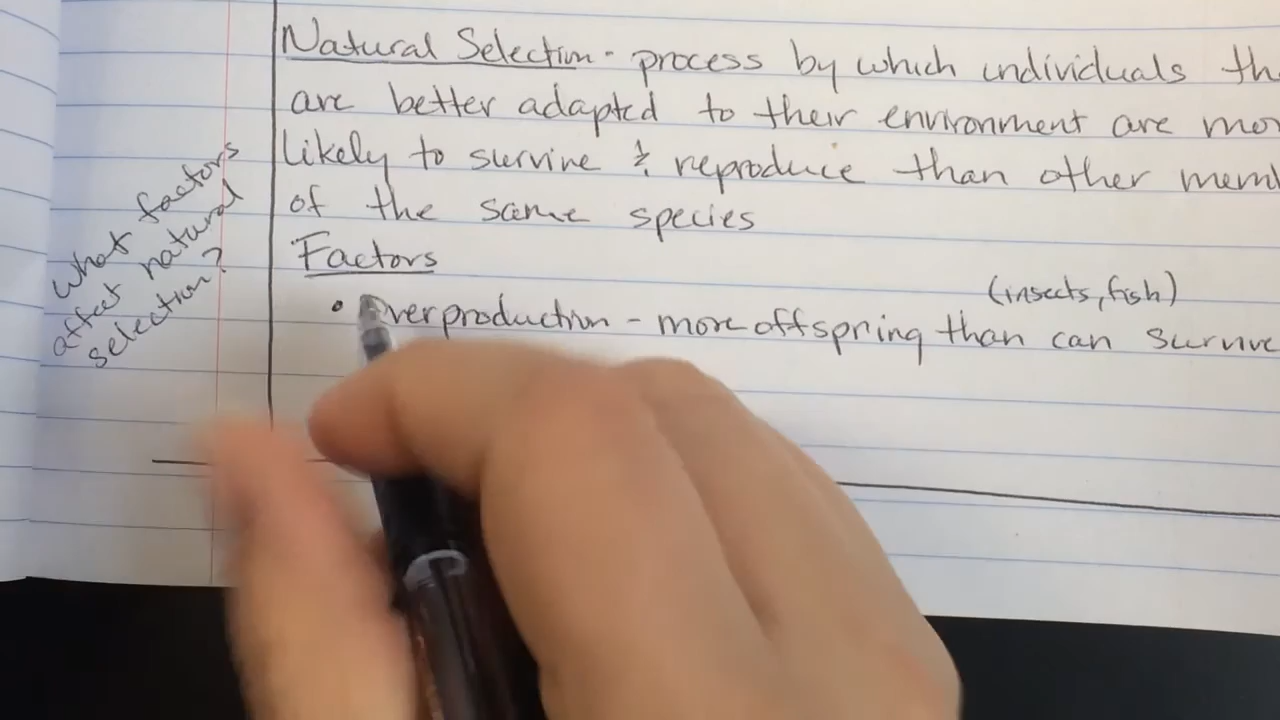 Natural Selection - process by which individuals th
are better adapted to their environment are mor
likely to survive & reproduce than other mem
of the same species
Factors
(insects, fish)
• Overproduction - more offspring than can survive
What factors
affect natural
selection?